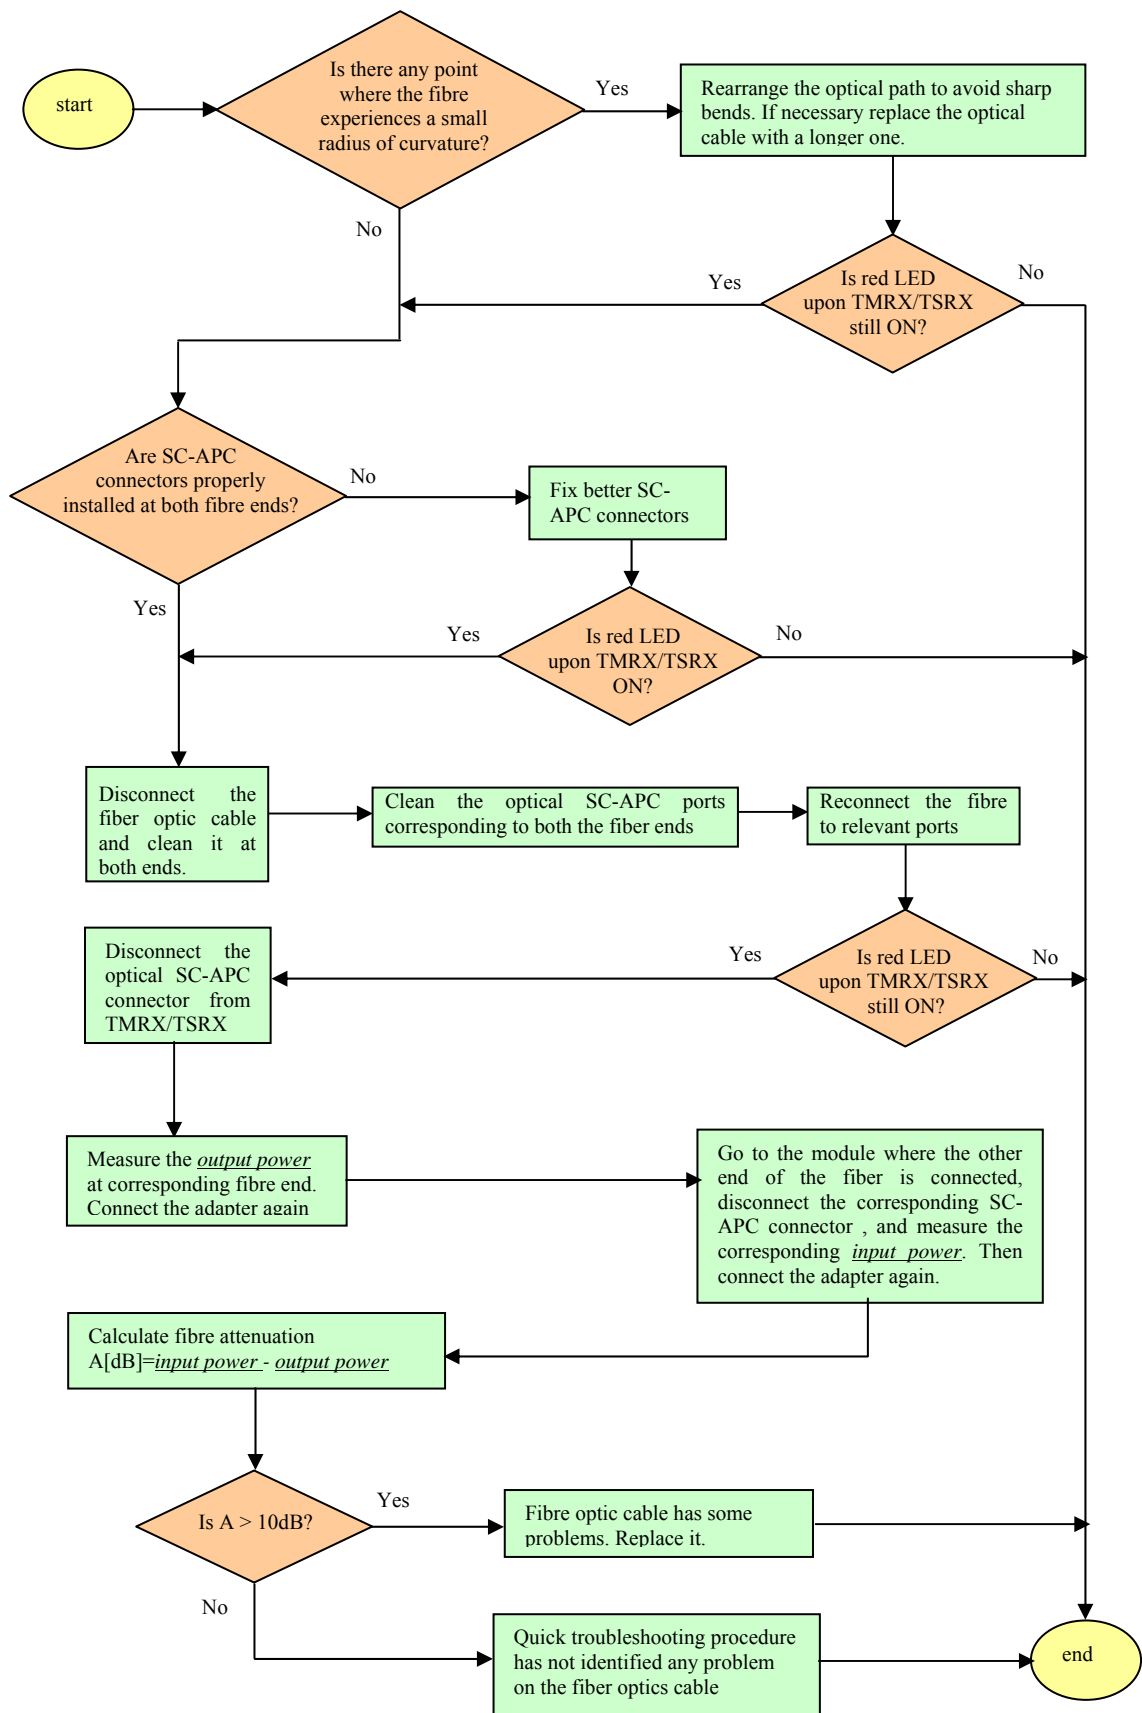 start
Is there any point
where the fibre
experiences a small
radius of curvature?
Yes
Rearrange the optical path to avoid sharp
bends. If necessary replace the optical
cable with a longer one.
No
Yes
Is red LED
upon TMRX/TSRX
still ON?
No
Are SC-APC
connectors properly
installed at both fibre ends?
No
Fix better SC-
APC connectors
Yes
Yes
Is red LED
upon TMRX/TSRX
ON?
No
Disconnect the
fiber optic cable
and clean it at
both ends.
Clean the optical SC-APC ports
corresponding to both the fiber ends
Reconnect the fibre
to relevant ports
Disconnect the
optical SC-APC
connector from
TMRX/TSRX
Yes
Is red LED
upon TMRX/TSRX
still ON?
No
Measure the output power
at corresponding fibre end.
Connect the adapter again
Go to the module where the other
end of the fiber is connected,
disconnect the corresponding SC-
APC connector , and measure the
corresponding input power. Then
connect the adapter again.
Calculate fibre attenuation
A[dB]=input power - output power
Is A > 10dB?
Yes
Fibre optic cable has some
problems. Replace it.
No
Quick troubleshooting procedure
has not identified any problem
on the fiber optics cable
end